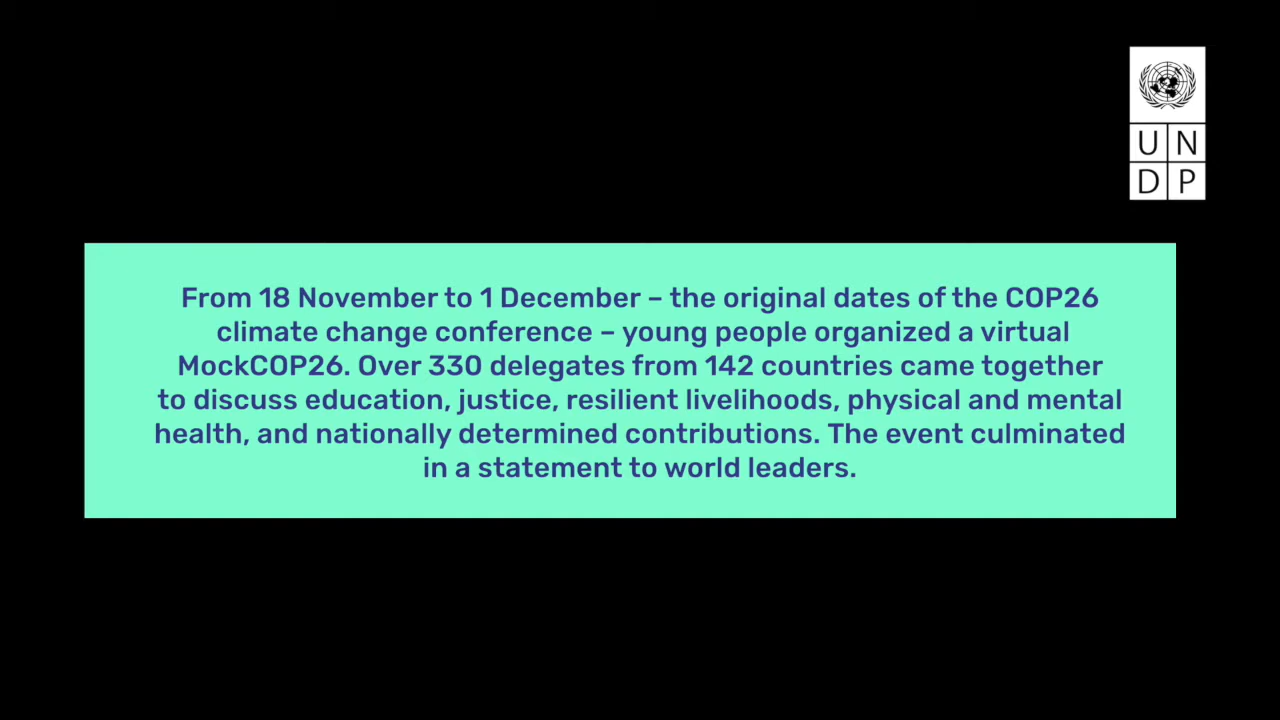 U N
D P
From 18 November to 1 December – the original dates of the COP26
climate change conference – young people organized a virtual
MockCOP26. Over 330 delegates from 142 countries came together
to discuss education, justice, resilient livelihoods, physical and mental
health, and nationally determined contributions. The event culminated
in a statement to world leaders.